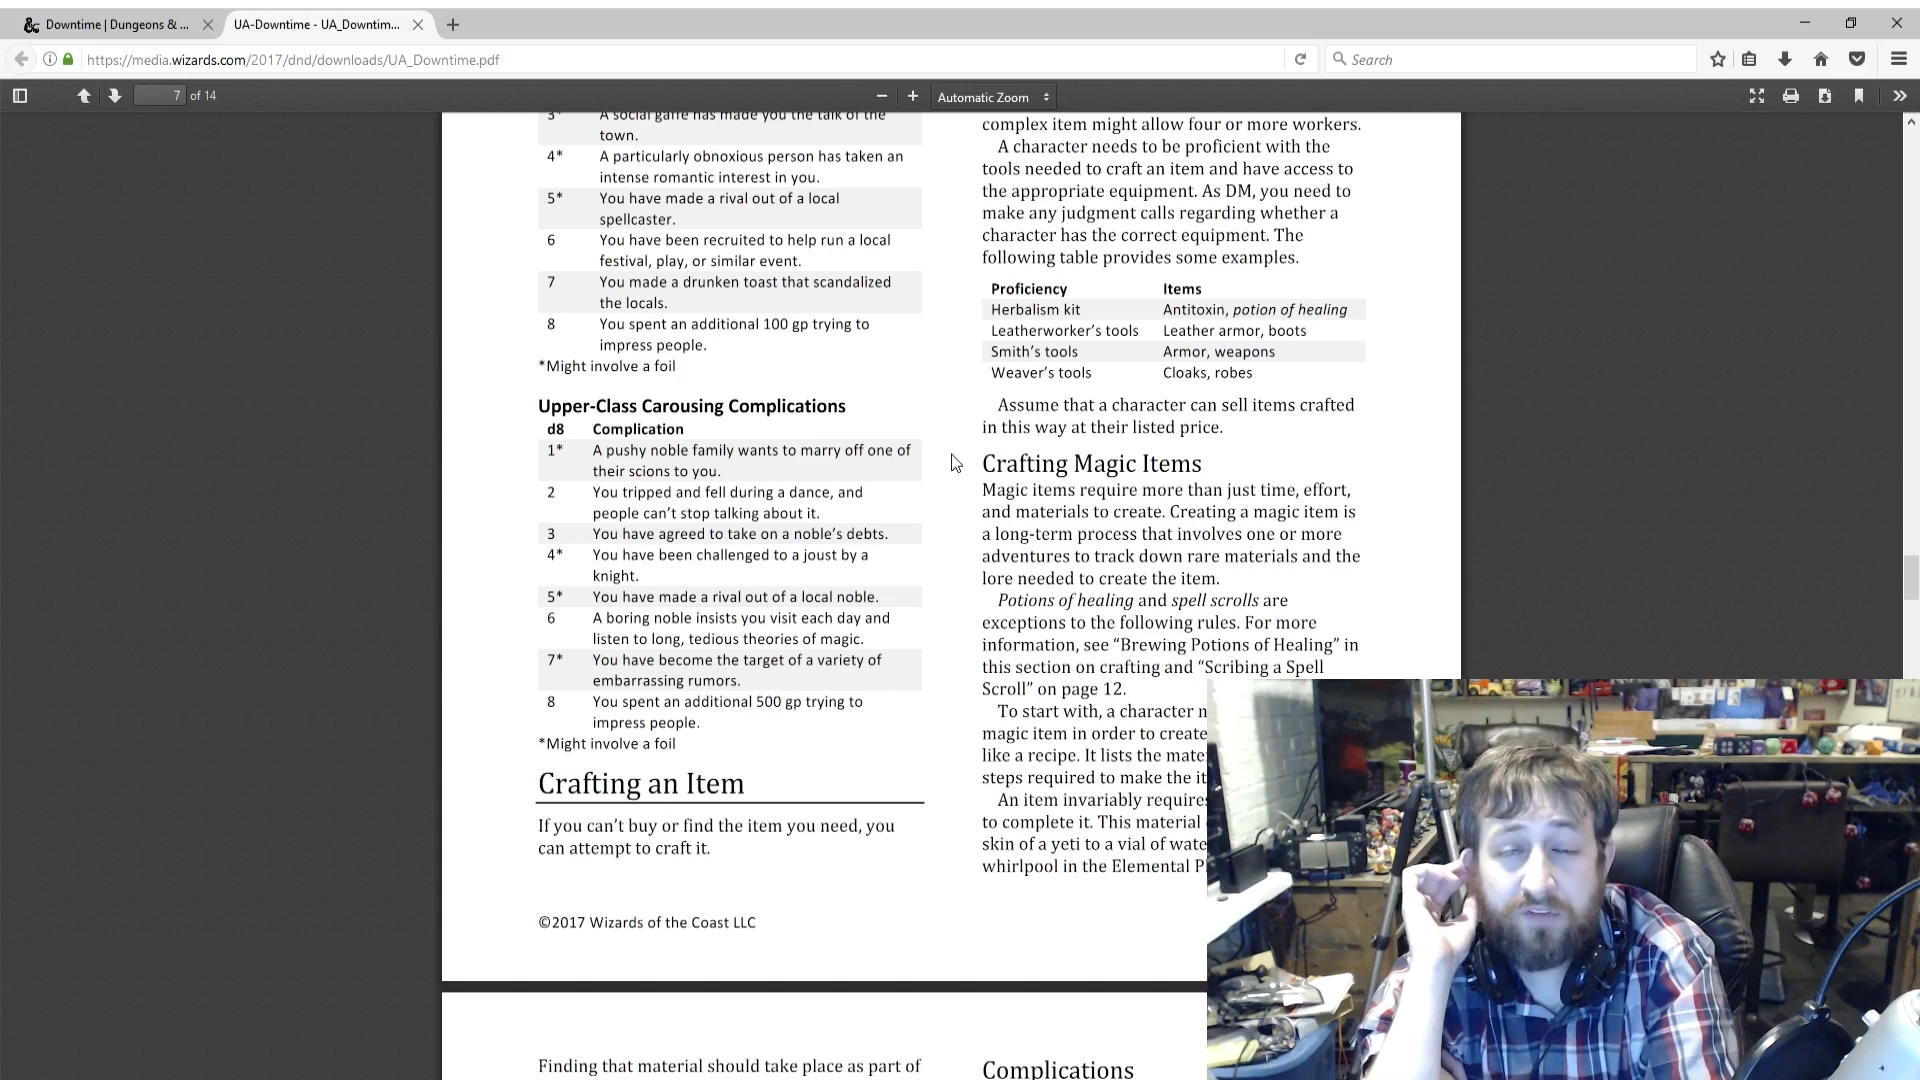 Downtime | Dungeons & ...
UA-Downtime - UA_Downtim...
https://media.wizards.com/2017/dnd/downloads/UA_Downtime.pdf
Search
7 of 14
Automatic Zoom
3* A social gaffe has made you the talk of the
town.
4* A particularly obnoxious person has taken an
intense romantic interest in you.
5* You have made a rival out of a local
spellcaster.
6 You have been recruited to help run a local
festival, play, or similar event.
7 You made a drunken toast that scandalized
the locals.
8 You spent an additional 100 gp trying to
impress people.
*Might involve a foil
Upper-Class Carousing Complications
d8 Complication
1* A pushy noble family wants to marry off one of
their scions to you.
2 You tripped and fell during a dance, and
people can’t stop talking about it.
3 You have agreed to take on a noble’s debts.
4* You have been challenged to a joust by a
knight.
5* You have made a rival out of a local noble.
6 A boring noble insists you visit each day and
listen to long, tedious theories of magic.
7* You have become the target of a variety of
embarrassing rumors.
8 You spent an additional 500 gp trying to
impress people.
*Might involve a foil
Crafting an Item
If you can’t buy or find the item you need, you
can attempt to craft it.
©2017 Wizards of the Coast LLC
complex item might allow four or more workers.
A character needs to be proficient with the
tools needed to craft an item and have access to
the appropriate equipment. As DM, you need to
make any judgment calls regarding whether a
character has the correct equipment. The
following table provides some examples.
Proficiency Items
Herbalism kit Antitoxin, potion of healing
Leatherworker’s tools Leather armor, boots
Smith’s tools Armor, weapons
Weaver’s tools Cloaks, robes
Assume that a character can sell items crafted
in this way at their listed price.
Crafting Magic Items
Magic items require more than just time, effort,
and materials to create. Creating a magic item is
a long-term process that involves one or more
adventures to track down rare materials and the
lore needed to create the item.
Potions of healing and spell scrolls are
exceptions to the following rules. For more
information, see “Brewing Potions of Healing” in
this section on crafting and “Scribing a Spell
Scroll” on page 12.
To start with, a character
magic item in order to create
like a recipe. It lists the
steps required to make the
An item invariably
to complete it. This material
skin of a yeti to a vial of
whirlpool in the Elemental
Finding that material should take place as part of
Complications